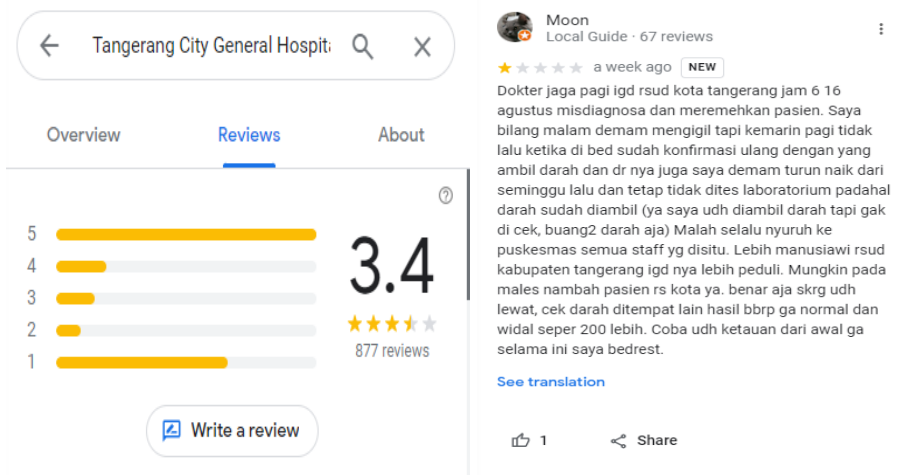 Tangerang City General Hospita
Overview
Reviews
About
5
4
3
2
1
3.4
877 reviews
Write a review
Moon
Local Guide · 67 reviews
a week ago NEW
Dokter jaga pagi igd rsud kota tangerang jam 6 16
agustus misdiagnosa dan meremehkan pasien. Saya
bilang malam demam mengigil tapi kemarin pagi tidak
lalu ketika di bed sudah konfirmasi ulang dengan yang
ambil darah dan dr nya juga saya demam turun naik dari
seminggu lalu dan tetap tidak dites laboratorium padahal
darah sudah diambil (ya saya udh diambil darah tapi gak
di cek, buang2 darah aja) Malah selalu nyuruh ke
puskesmas semua staff yg disitu. Lebih manusiawi rsud
kabupaten tangerang igd nya lebih peduli. Mungkin pada
males nambah pasien rs kota ya. benar aja skrg udh
lewat, cek darah ditempat lain hasil bbrp ga normal dan
widal seper 200 lebih. Coba udh ketauan dari awal ga
selama ini saya bedrest.
See translation
1
Share